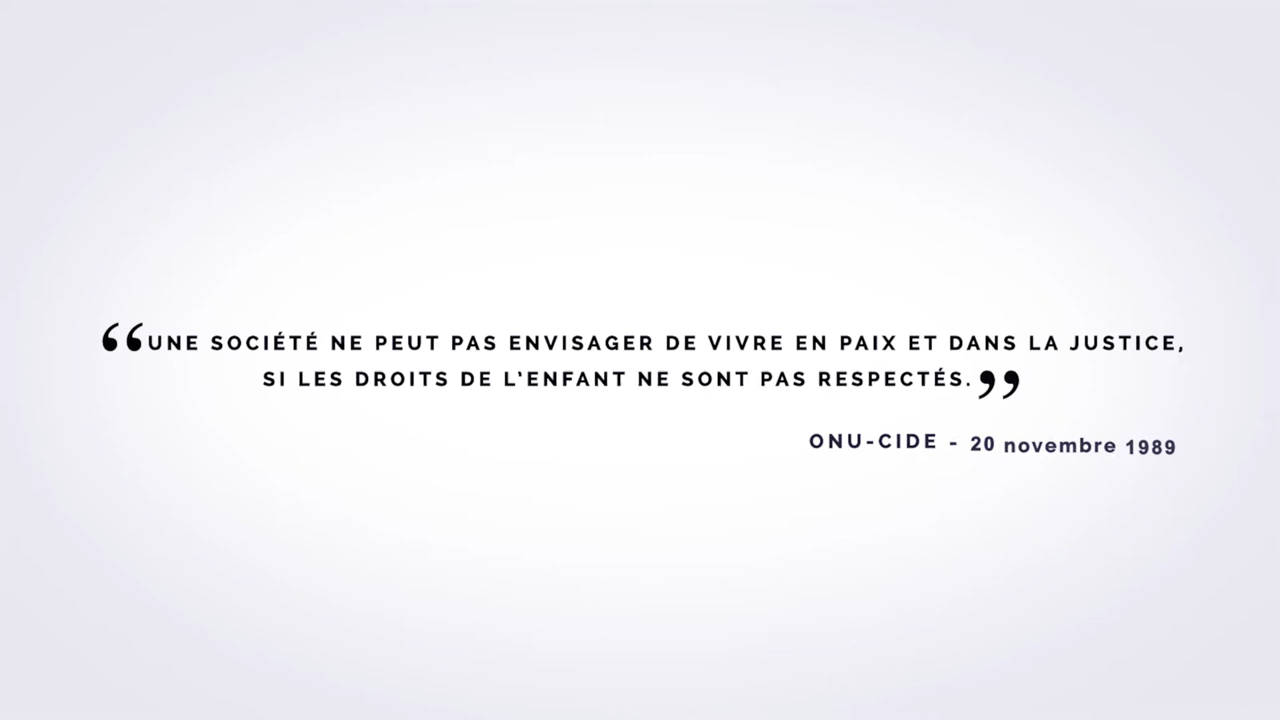 “UNE SOCIÉTÉ NE PEUT PAS ENVISAGER DE VIVRE EN PAIX ET DANS LA JUSTICE,
SI LES DROITS DE L’ENFANT NE SONT PAS RESPECTÉS.”
ONU-CIDE - 20 novembre 1989